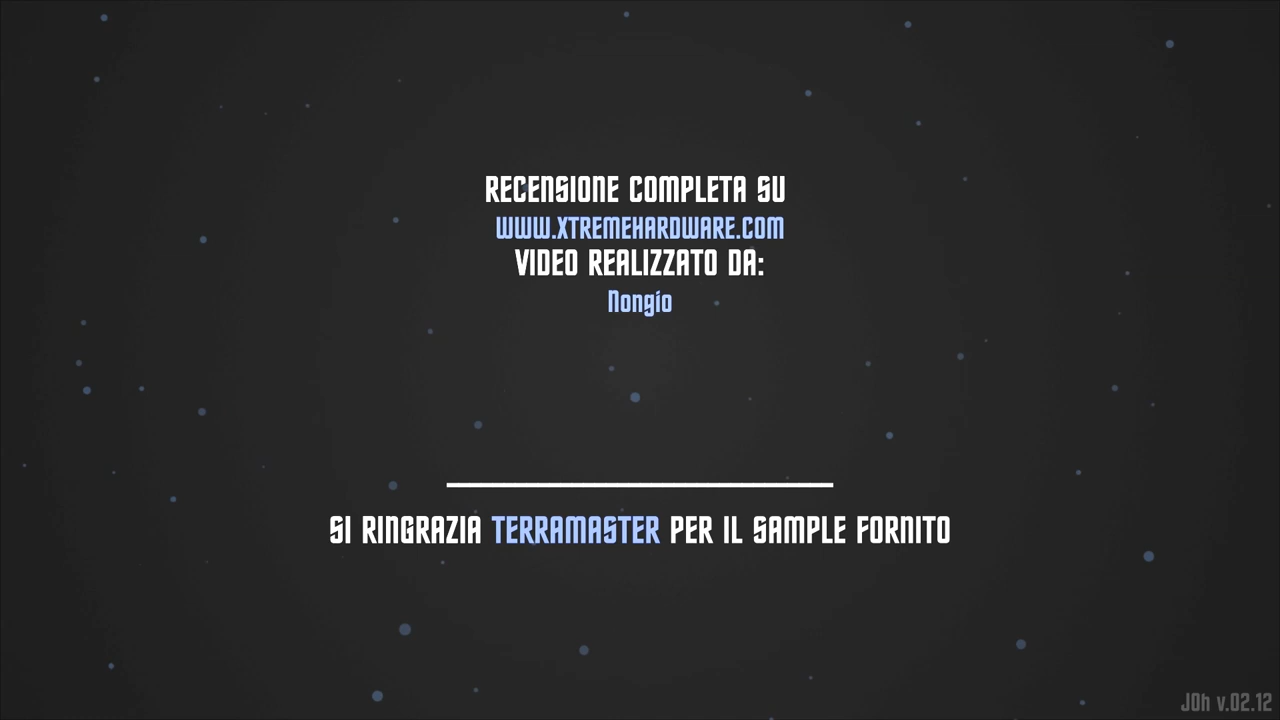 RECENSIONE COMPLETA SU
WWW.XTREMEHARDWARE.COM
VIDEO REALIZZATO DA:
Nongio
SI RINGRAZIA TERRAMASTER PER IL SAMPLE FORNITO
J0h v.02.12